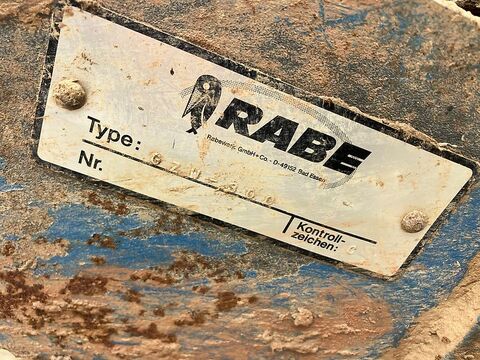 RABE
Rabewerk GmbH+Co. - D-49152 Bad Essen
Type:
Nr.
Kontroll-
zeichen: